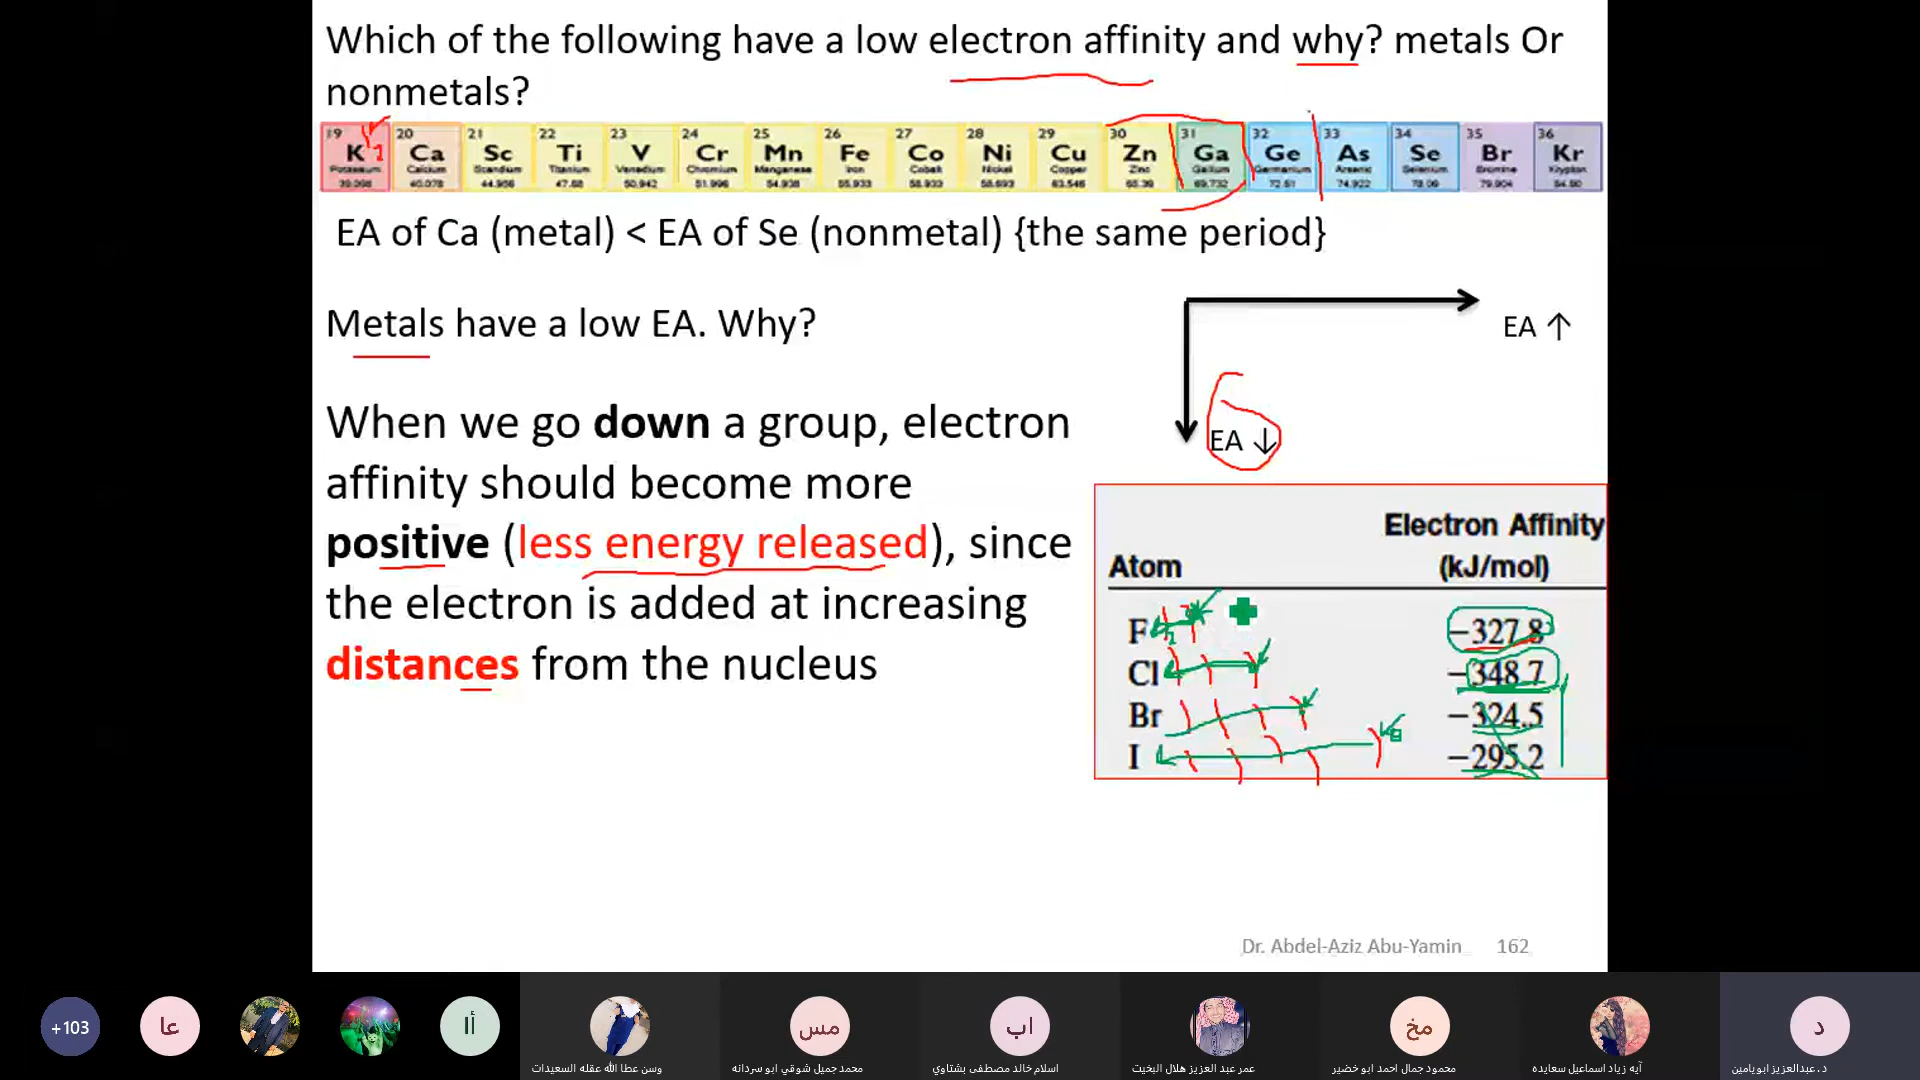 Which of the following have a low electron affinity and why? metals Or
nonmetals?
19 20 21 22 23 24 25 26 27 28 29 30 31 32 33 34 35 36
K Ca Sc Ti V Cr Mn Fe Co Ni Cu Zn Ga Ge As Se Br Kr
Potassium Calcium Scandium Titanium Vanadium Chromium Manganese Iron Cobalt Nickel Copper Zinc Gallium Germanium Arsenic Selenium Bromine Krypton
39.098 40.078 44.956 47.88 50.942 51.996 54.938 55.933 58.933 58.693 63.546 65.39 69.732 72.61 74.922 79.904
EA of Ca (metal) < EA of Se (nonmetal) {the same period}
Metals have a low EA. Why?
EA ↑
When we go down a group, electron
affinity should become more
positive (less energy released), since
the electron is added at increasing
distances from the nucleus
EA ↓
Electron Affinity
Atom (kJ/mol)
F −327.8
Cl −348.7
Br −324.5
I −295.2
Dr. Abdel-Aziz Abu-Yamin 162
+103
عا
أا
مس
اب
مخ
د
وسن عطا الله عقله السعيدات
محمد جميل شوقي ابو سردانه
اسلام خالد مصطفى بشتاوي
عمر عبد العزيز هلال البخيت
محمود جمال احمد ابو خضير
آيه زياد اسماعيل سعايده
د. عبدالعزيز ابويامين